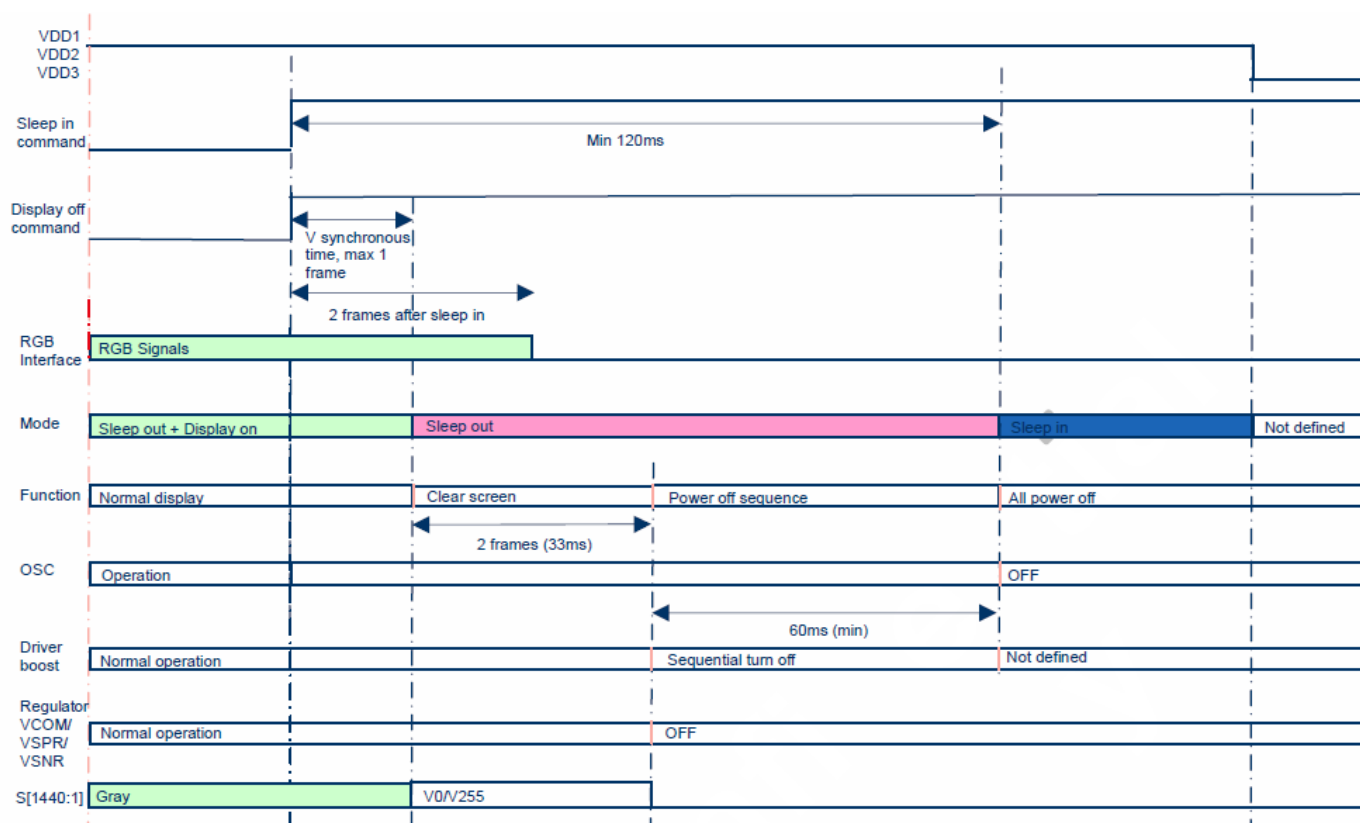 VDD1
VDD2
VDD3
Sleep in
command
Min 120ms
Display off
command
V synchronous
time, max 1
frame
2 frames after sleep in
RGB
Interface
RGB Signals
Mode
Sleep out + Display on
Sleep out
Sleep in
Not defined
Function
Normal display
Clear screen
Power off sequence
All power off
2 frames (33ms)
OSC
Operation
OFF
60ms (min)
Driver
boost
Normal operation
Sequential turn off
Not defined
Regulator
VCOM/
VSPR/
VSNR
Normal operation
OFF
S[1440:1]
Gray
V0/V255